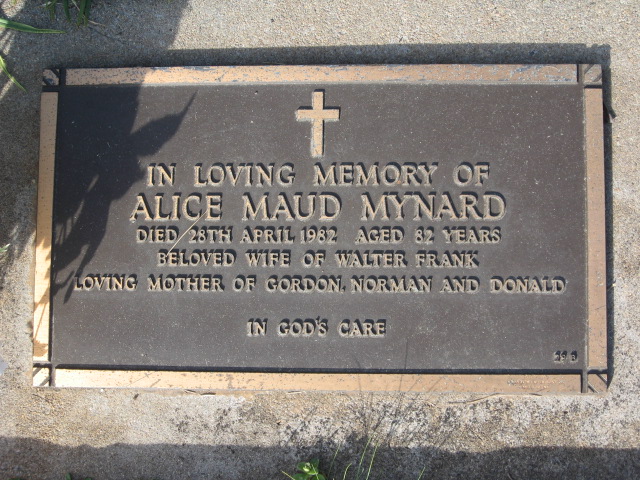 IN LOVING MEMORY OF
ALICE MAUD MYNARD
DIED 28TH APRIL 1982 AGED 82 YEARS
BELOVED WIFE OF WALTER FRANK
LOVING MOTHER OF GORDON, NORMAN AND DONALD
IN GOD'S CARE